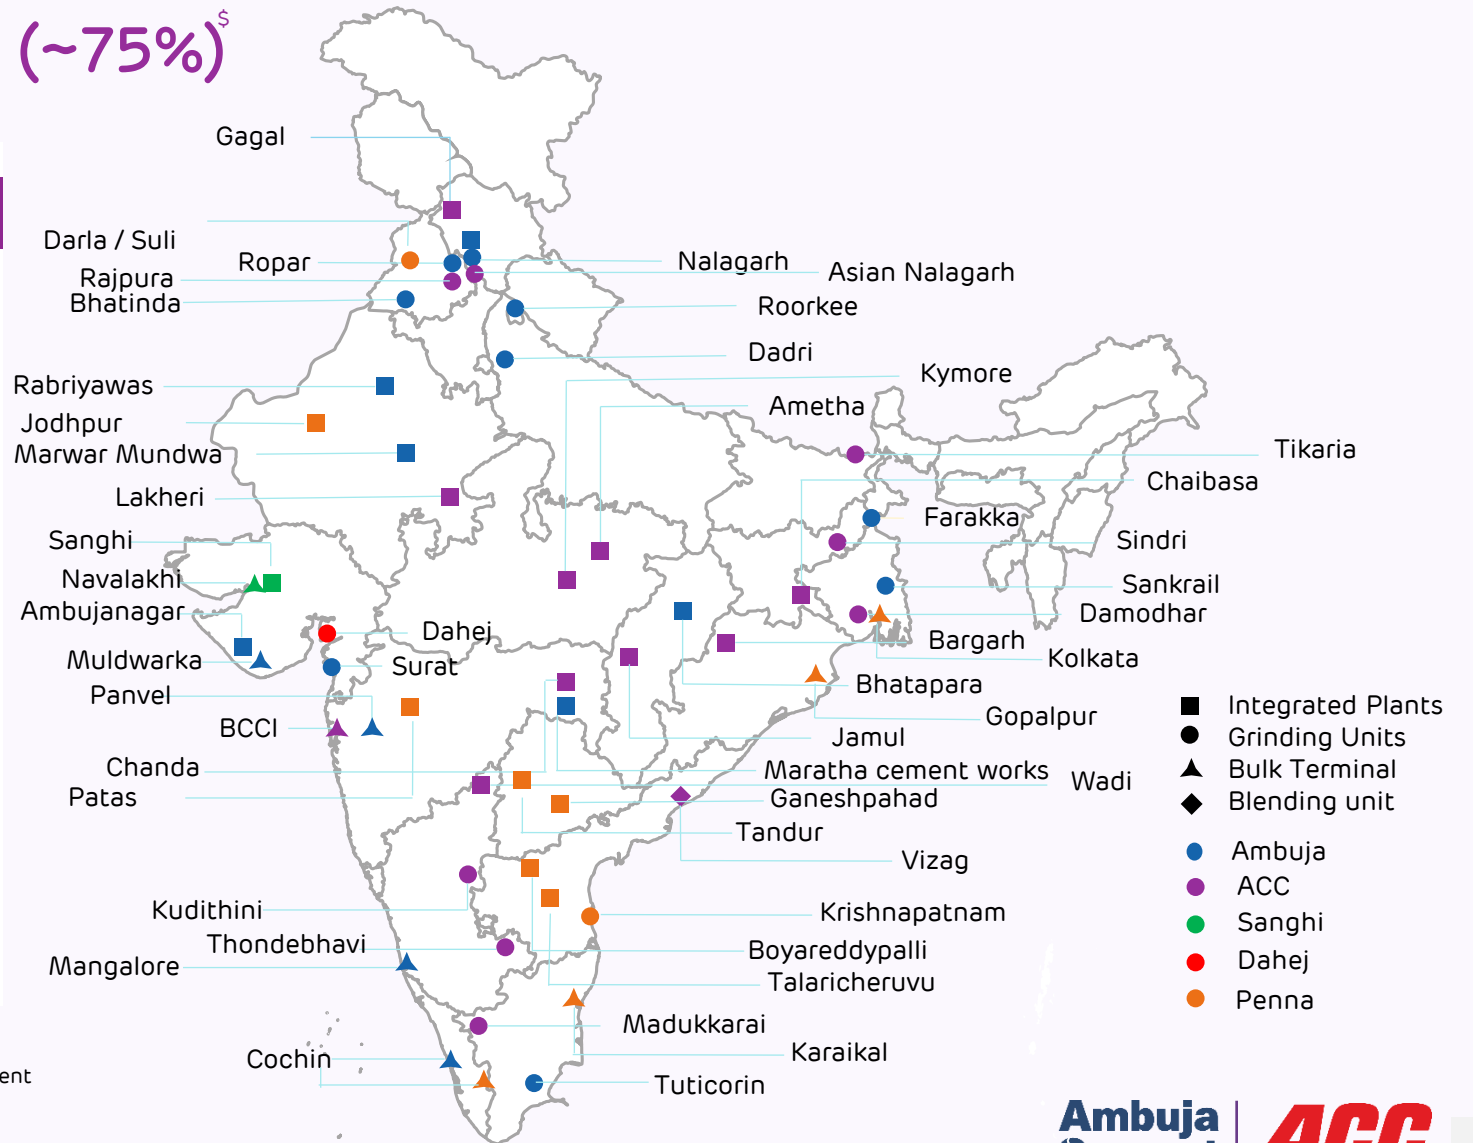 (~75%)$
Gagal
Darla / Suli
Ropar
Rajpura
Bhatinda
Nalagarh
Asian Nalagarh
Roorkee
Dadri
Kymore
Ametha
Rabriyawas
Jodhpur
Marwar Mundwa
Lakheri
Tikaria
Chaibasa
Farakka
Sindri
Sanghi
Navalakhi
Ambujanagar
Sankrail
Damodhar
Dahej
Muldwarka
Surat
Bargarh
Kolkata
Panvel
Bhatapara
BCCI
Gopalpur
Jamul
Integrated Plants
Grinding Units
Bulk Terminal
Blending unit
Chanda
Patas
Maratha cement works
Wadi
Ganeshpahad
Tandur
Vizag
Ambuja
ACC
Sanghi
Dahej
Penna
Kudithini
Krishnapatnam
Thondebhavi
Boyareddypalli
Mangalore
Talaricheruvu
Madukkarai
Karaikal
Cochin
Tuticorin
ent
Ambuja
ACC